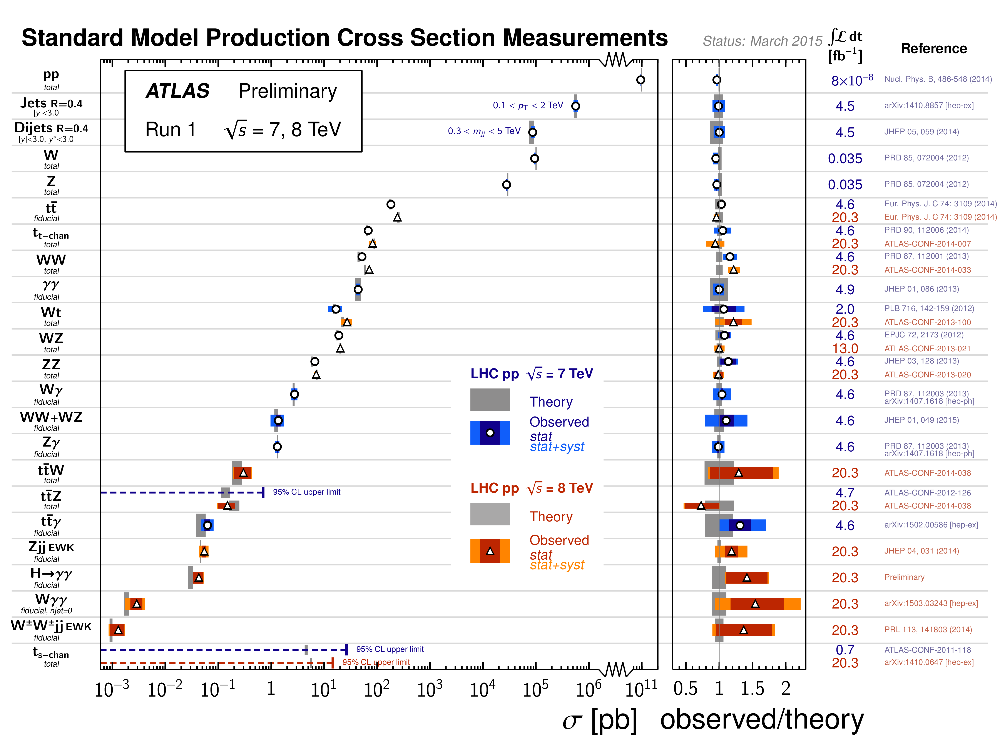 Standard Model Production Cross Section Measurements
Status: March 2015
∫ℒ dt
[fb⁻¹]
Reference
ATLAS Preliminary
Run 1 √s = 7, 8 TeV
pp
total
8×10⁻⁸
Nucl. Phys. B, 486-548 (2014)
Jets R=0.4
|y|<3.0
0.1 < p_T < 2 TeV
4.5
arXiv:1410.8857 [hep-ex]
Dijets R=0.4
|y|<3.0, y*<3.0
0.3 < m_jj < 5 TeV
4.5
JHEP 05, 059 (2014)
W
total
0.035
PRD 85, 072004 (2012)
Z
total
0.035
PRD 85, 072004 (2012)
tt̄
fiducial
4.6
Eur. Phys. J. C 74: 3109 (2014)
20.3
Eur. Phys. J. C 74: 3109 (2014)
t_t−chan
total
4.6
PRD 90, 112006 (2014)
20.3
ATLAS-CONF-2014-007
WW
total
4.6
PRD 87, 112001 (2013)
20.3
ATLAS-CONF-2014-033
γγ
fiducial
4.9
JHEP 01, 086 (2013)
Wt
total
2.0
PLB 716, 142-159 (2012)
20.3
ATLAS-CONF-2013-100
WZ
total
4.6
EPJC 72, 2173 (2012)
13.0
ATLAS-CONF-2013-021
ZZ
total
4.6
JHEP 03, 128 (2013)
20.3
ATLAS-CONF-2013-020
Wγ
fiducial
4.6
PRD 87, 112003 (2013)
arXiv:1407.1618 [hep-ph]
WW+WZ
fiducial
4.6
JHEP 01, 049 (2015)
Zγ
fiducial
4.6
PRD 87, 112003 (2013)
arXiv:1407.1618 [hep-ph]
tt̄W
total
20.3
ATLAS-CONF-2014-038
tt̄Z
total
95% CL upper limit
4.7
ATLAS-CONF-2012-126
20.3
ATLAS-CONF-2014-038
tt̄γ
fiducial
4.6
arXiv:1502.00586 [hep-ex]
Zjj EWK
fiducial
20.3
JHEP 04, 031 (2014)
H→γγ
fiducial
20.3
Preliminary
Wγγ
fiducial, njet=0
20.3
arXiv:1503.03243 [hep-ex]
W±W±jj EWK
fiducial
20.3
PRL 113, 141803 (2014)
t_s−chan
total
95% CL upper limit
0.7
ATLAS-CONF-2011-118
95% CL upper limit
20.3
arXiv:1410.0647 [hep-ex]
LHC pp √s = 7 TeV
Theory
Observed
stat
stat+syst
LHC pp √s = 8 TeV
Theory
Observed
stat
stat+syst
10⁻³ 10⁻² 10⁻¹ 1 10¹ 10² 10³ 10⁴ 10⁵ 10⁶ 10¹¹
0.5 1 1.5 2
σ [pb]
observed/theory